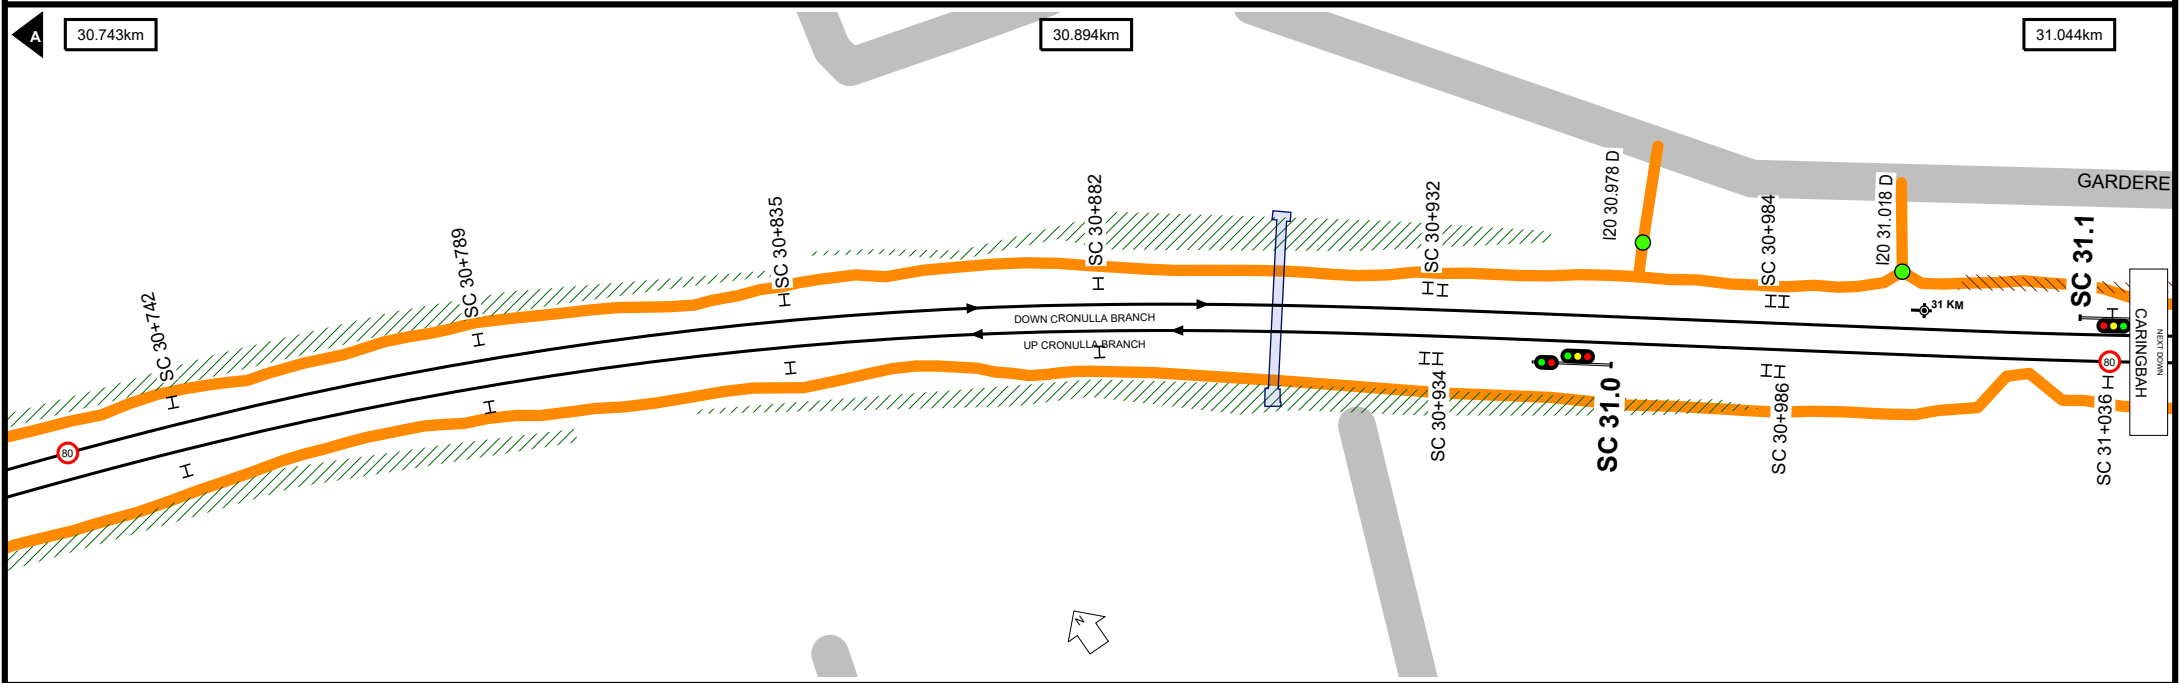 A
30.743km
30.894km
31.044km
SC 30+742
SC 30+789
SC 30+835
SC 30+882
SC 30+932
I20 30.978 D
SC 30+984
I20 31.018 D
GARDERE
SC 31.1
31 KM
DOWN CRONULLA BRANCH
UP CRONULLA BRANCH
80
80
CARINGBAH
NEXT DOWN
SC 30+934
SC 31.0
SC 30+986
SC 31+036
N